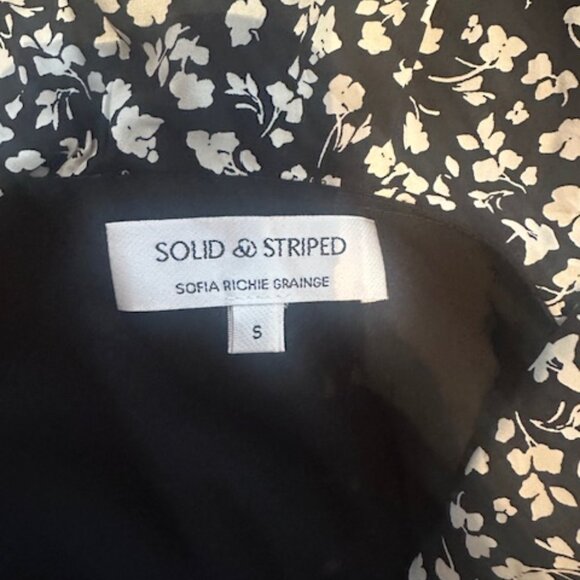 SOLID & STRIPED
SOFIA RICHIE GRAINGE
S